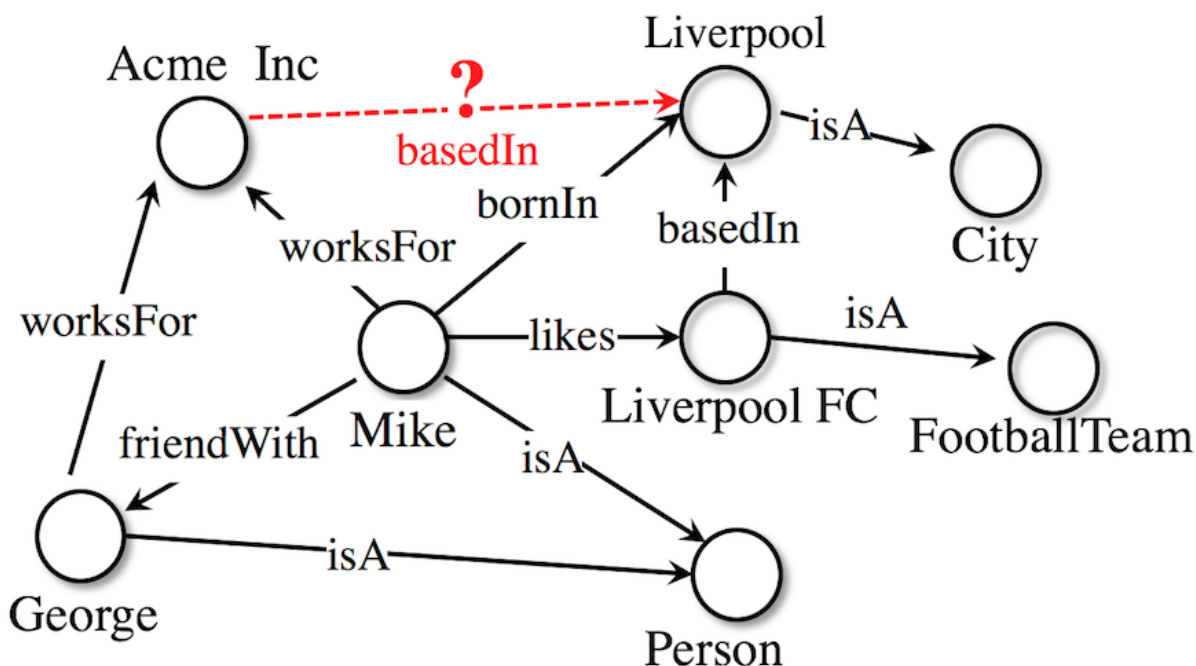 Liverpool
Acme Inc
?
isA
basedIn
bornIn
basedIn
City
worksFor
worksFor
likes
isA
Liverpool FC
Mike
FootballTeam
friendWith
isA
isA
George
Person